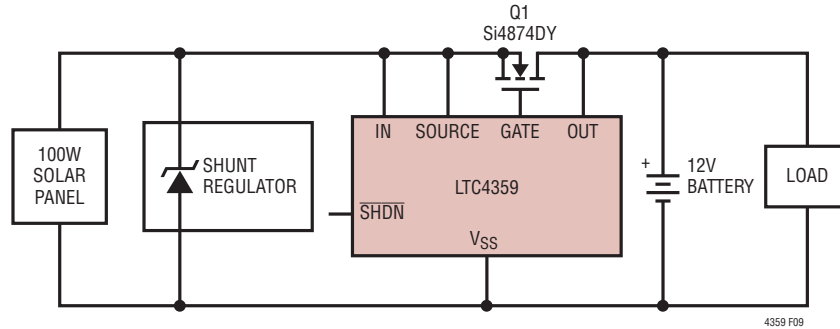 Q1
Si4874DY
IN
SOURCE
GATE
OUT
100W
SOLAR
PANEL
SHUNT
REGULATOR
LTC4359
SHDN
VSS
+
12V
BATTERY
LOAD
4359 F09